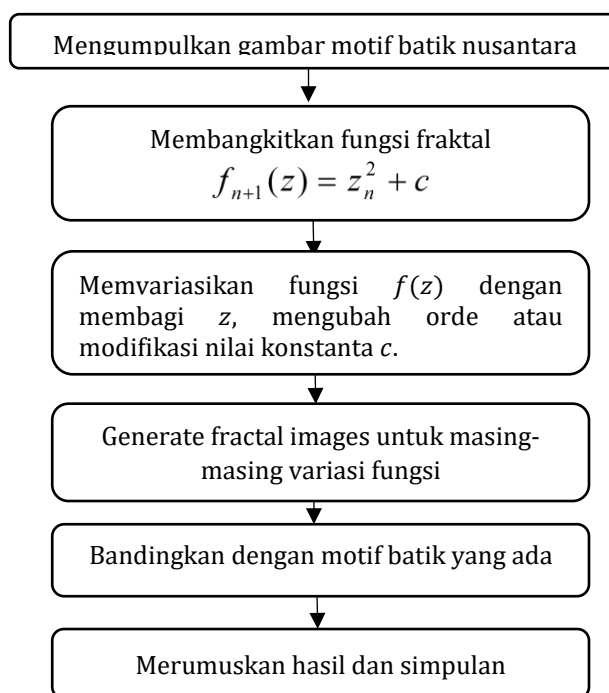 Mengumpulkan gambar motif batik nusantara
Membangkitkan fungsi fraktal
f_{n+1}(z) = z_n^2 + c
Memvariasikan fungsi f(z) dengan
membagi z, mengubah orde atau
modifikasi nilai konstanta c.
Generate fractal images untuk masing-
masing variasi fungsi
Bandingkan dengan motif batik yang ada
Merumuskan hasil dan simpulan